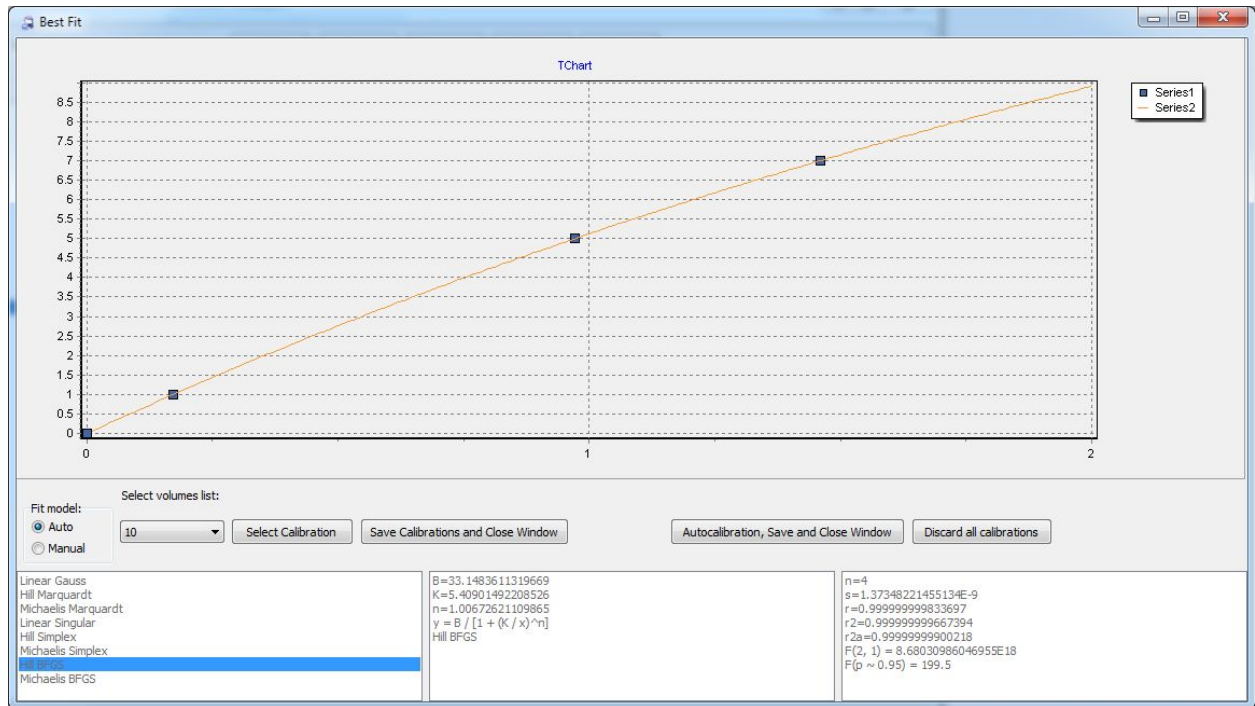 Best Fit
TChart
Series1
Series2
8.5
8
7.5
7
6.5
6
5.5
5
4.5
4
3.5
3
2.5
2
1.5
1
0.5
0
0 1 2
Select volumes list:
Fit model:
Auto
Manual
10
Select Calibration
Save Calibrations and Close Window
Autocalibration, Save and Close Window
Discard all calibrations
Linear Gauss
Hill Marquardt
Michaelis Marquardt
Linear Singular
Hill Simplex
Michaelis Simplex
Hill BFGS
Michaelis BFGS
B=33.1483611319669
K=5.40901492208526
n=1.00672621109865
y = B / [1 + (K / x)^n]
Hill BFGS
n=4
s=1.37348221455134E-9
r=0.999999999833697
r2=0.999999999667394
r2a=0.99999999900218
F(2, 1) = 8.68030986046955E18
F(p ~ 0.95) = 199.5